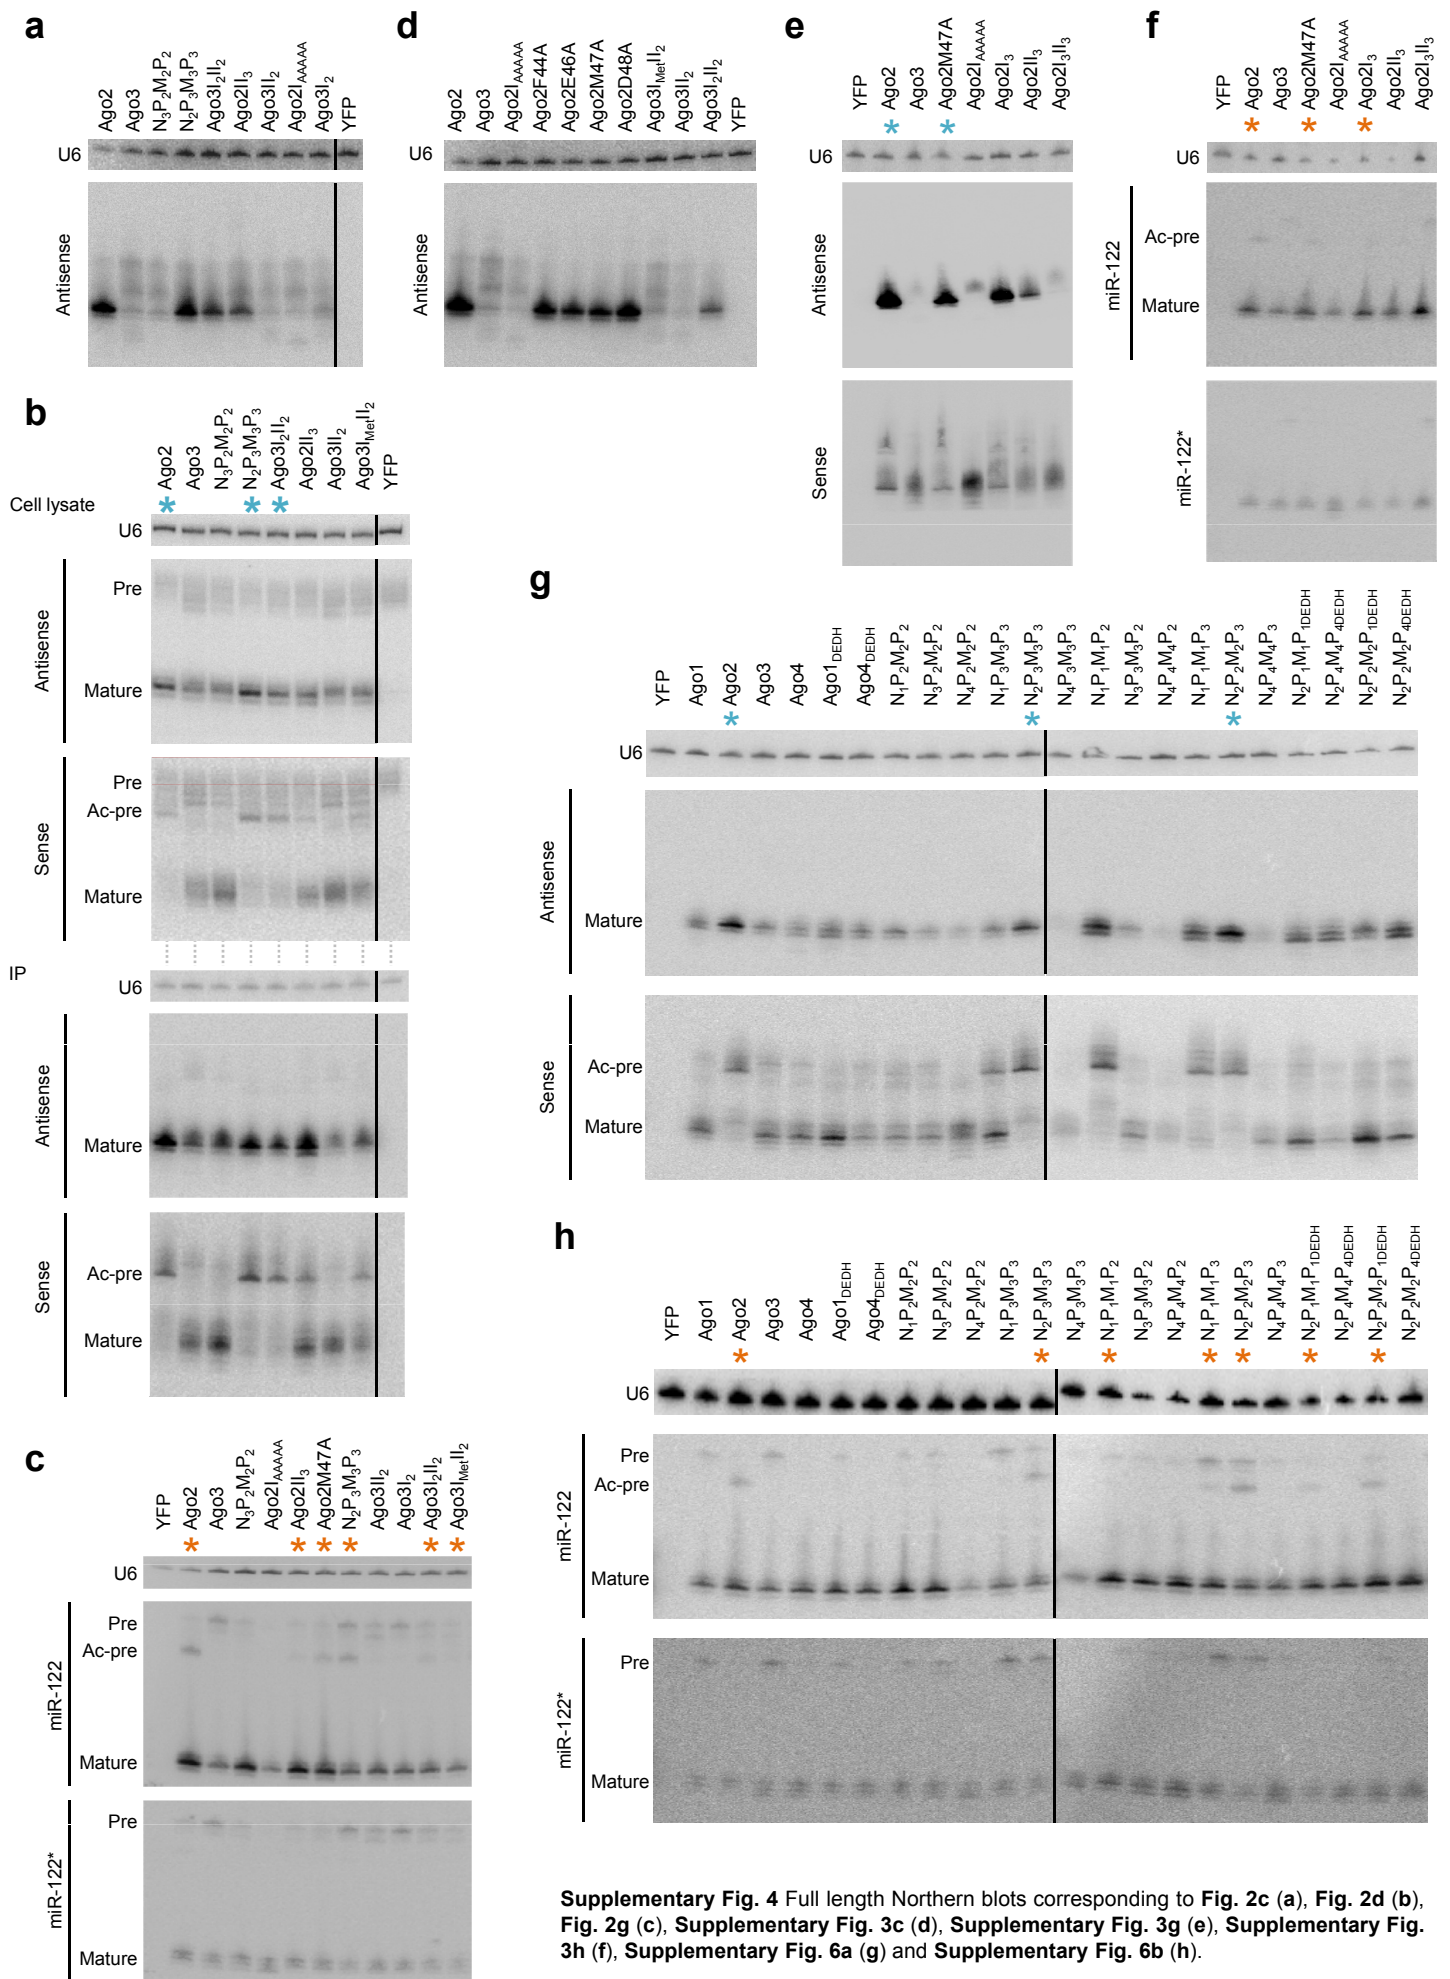 a
Ago2
Ago3
N3P2M2P2
N2P3M3P3
Ago3I2II2
Ago2II3
Ago3II2
Ago2IAAAAA
Ago3I2
YFP
U6
Antisense
d
Ago2
Ago3
Ago2IAAAAA
Ago2F44A
Ago2E46A
Ago2M47A
Ago2D48A
Ago3IMetII2
Ago3II2
Ago3I2II2
YFP
U6
Antisense
e
YFP
Ago2
Ago3
Ago2M47A
Ago2IAAAAA
Ago2I3
Ago2II3
Ago2I3II3
* *
U6
Antisense
Sense
f
YFP
Ago2
Ago3
Ago2M47A
Ago2IAAAAA
Ago2I3
Ago2II3
Ago2I3II3
* * *
U6
miR-122
Ac-pre
Mature
miR-122*
b
Ago2
Ago3
N3P2M2P2
N2P3M3P3
Ago3I2II2
Ago2II3
Ago3II2
Ago3IMetII2
YFP
* * *
Cell lysate
U6
Antisense
Pre
Mature
Sense
Pre
Ac-pre
Mature
IP
U6
Antisense
Mature
Sense
Ac-pre
Mature
c
YFP
Ago2
Ago3
N3P2M2P2
Ago2IAAAAA
Ago2II3
Ago2M47A
N2P3M3P3
Ago3II2
Ago3I2
Ago3I2II2
Ago3IMetII2
* * * * * *
U6
miR-122
Pre
Ac-pre
Mature
miR-122*
Pre
Mature
g
YFP
Ago1
Ago2
Ago3
Ago4
Ago1DEDH
Ago4DEDH
N1P2M2P2
N3P2M2P2
N4P2M2P2
N1P3M3P3
N2P3M3P3
N4P3M3P3
N1P1M1P2
N3P3M3P2
N4P4M4P2
N1P1M1P3
N2P2M2P3
N4P4M4P3
N2P1M1P1DEDH
N2P4M4P4DEDH
N2P2M2P1DEDH
N2P2M2P4DEDH
* * *
U6
Antisense
Mature
Sense
Ac-pre
Mature
h
YFP
Ago1
Ago2
Ago3
Ago4
Ago1DEDH
Ago4DEDH
N1P2M2P2
N3P2M2P2
N4P2M2P2
N1P3M3P3
N2P3M3P3
N4P3M3P3
N1P1M1P2
N3P3M3P2
N4P4M4P2
N1P1M1P3
N2P2M2P3
N4P4M4P3
N2P1M1P1DEDH
N2P4M4P4DEDH
N2P2M2P1DEDH
N2P2M2P4DEDH
* * * * * * *
U6
miR-122
Pre
Ac-pre
Mature
miR-122*
Pre
Mature
Supplementary Fig. 4 Full length Northern blots corresponding to Fig. 2c (a), Fig. 2d (b),
Fig. 2g (c), Supplementary Fig. 3c (d), Supplementary Fig. 3g (e), Supplementary Fig.
3h (f), Supplementary Fig. 6a (g) and Supplementary Fig. 6b (h).